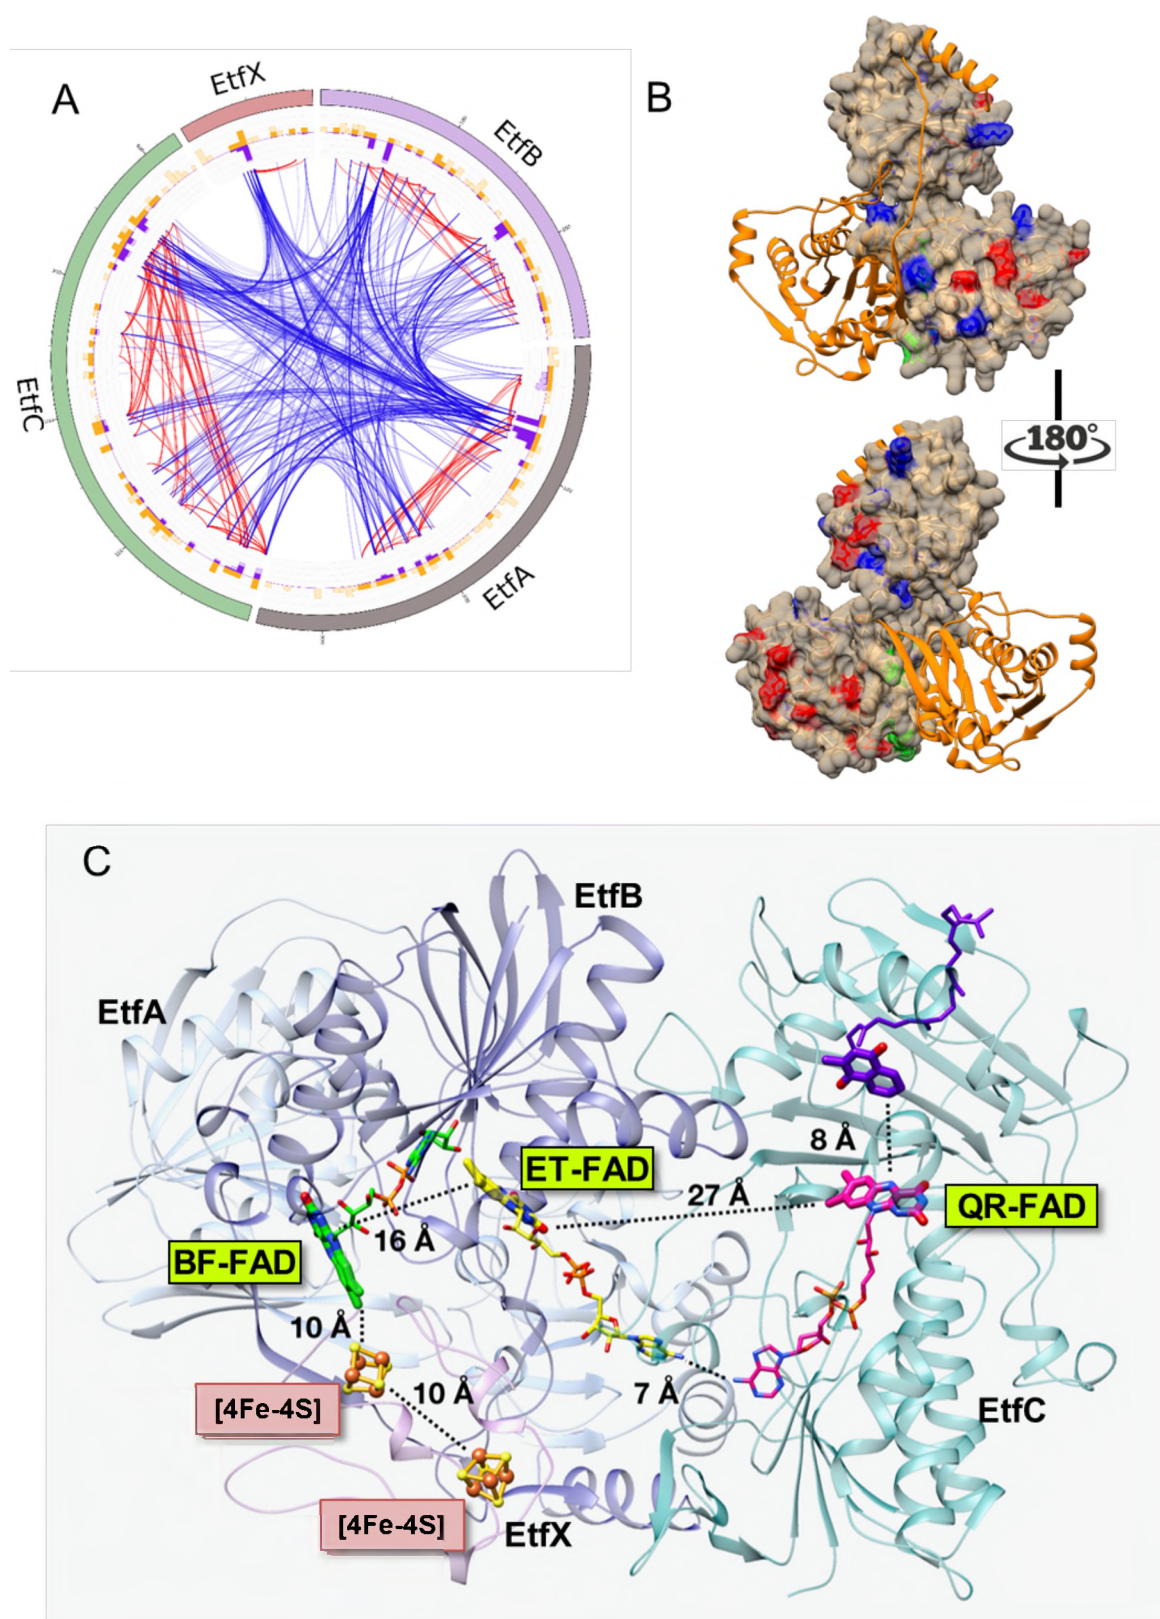 A
EtfX
EtfB
EtfC
EtfA
B
180°
C
EtfB
EtfA
8 Å
ET-FAD
27 Å
QR-FAD
16 Å
BF-FAD
10 Å
10 Å
7 Å
[4Fe-4S]
EtfC
[4Fe-4S]
EtfX